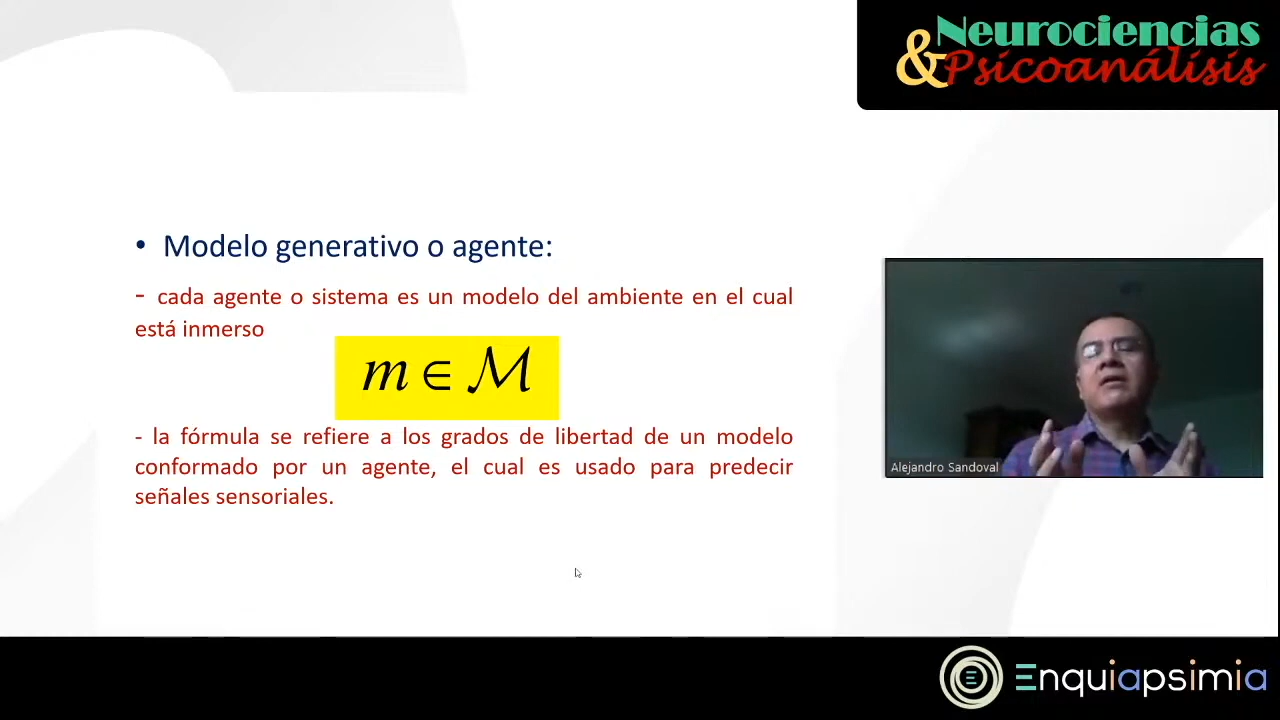 Neurociencias
& Psicoanálisis
• Modelo generativo o agente:
- cada agente o sistema es un modelo del ambiente en el cual
está inmerso
m ∈ ℳ
- la fórmula se refiere a los grados de libertad de un modelo
conformado por un agente, el cual es usado para predecir
señales sensoriales.
Alejandro Sandoval
Enquiapsimia